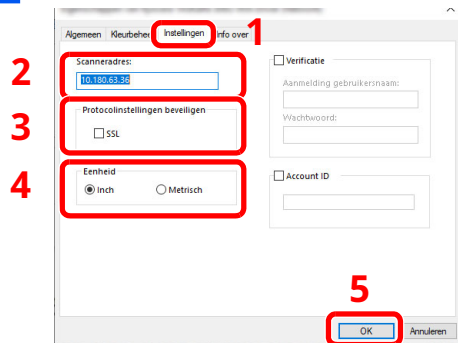 Algemeen Kleurbeheer Instellingen Info over
1
2
Scanneradres:
10.180.63.36
3
Protocolinstellingen beveiligen
SSL
4
Eenheid
Inch Metrisch
Verificatie
Aanmelding gebruikersnaam:
Wachtwoord:
Account ID
5
OK Annuleren